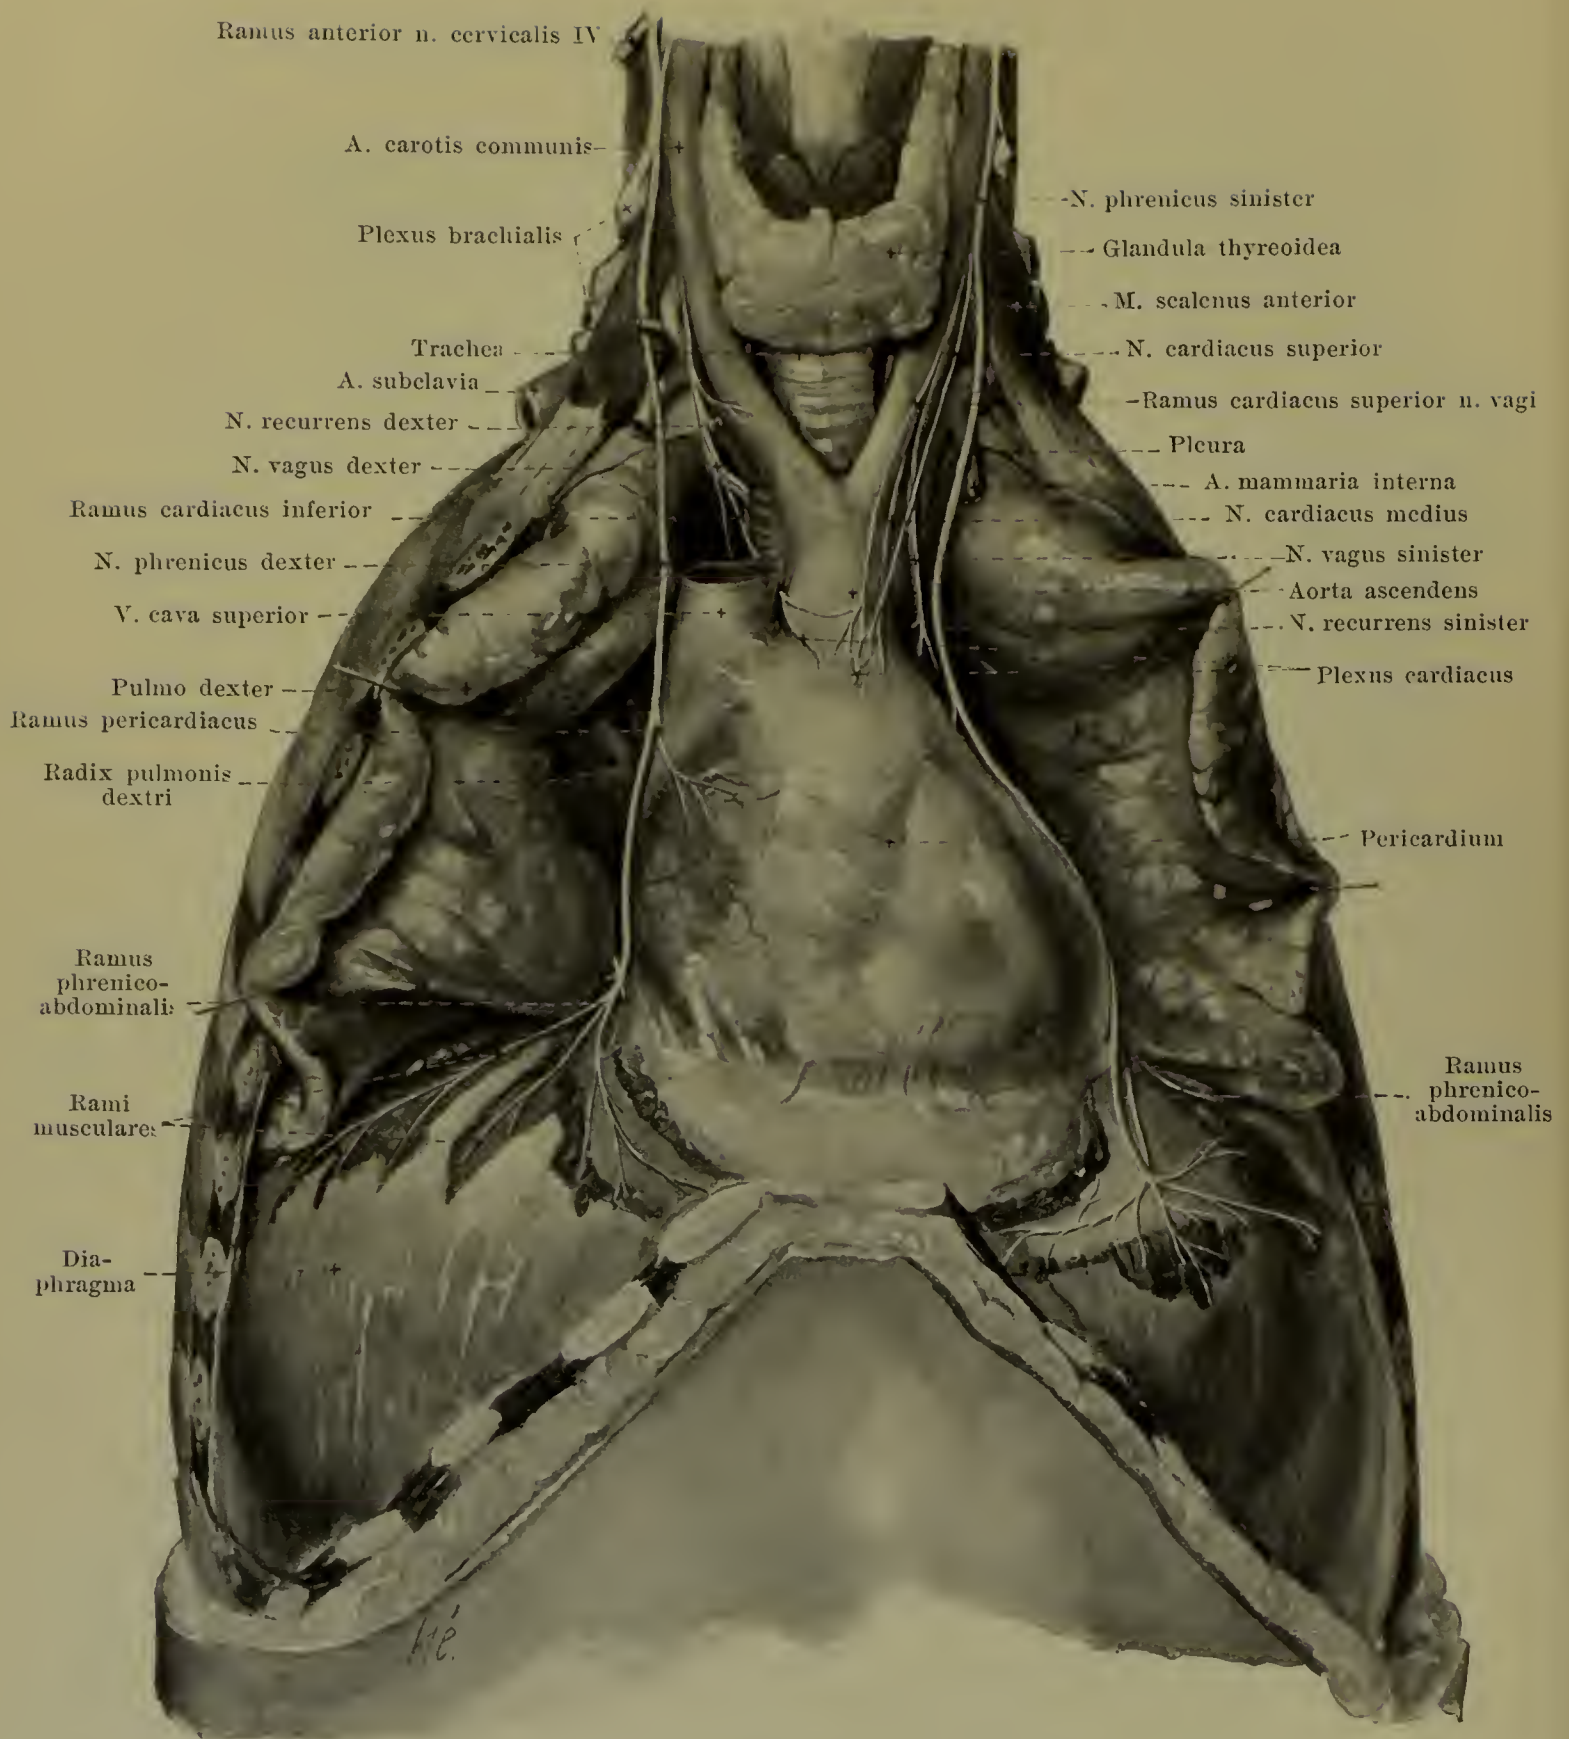 Ramus anterior n. cervicalis IV
A. carotis communis
Plexus brachialis
Trachea
A. subclavia
N. recurrens dexter
N. vagus dexter
Ramus cardiacus inferior
N. phrenicus dexter
V. cava superior
Pulmo dexter
Ramus pericardiacus
Radix pulmonis
dextri
Ramus
phrenico-
abdominalis
Rami
musculares
Dia-
phragma
N. phrenicus sinister
Glandula thyreoidea
M. scalenus anterior
N. cardiacus superior
Ramus cardiacus superior n. vagi
Pleura
A. mammaria interna
N. cardiacus medius
N. vagus sinister
Aorta ascendens
N. recurrens sinister
Plexus cardiacus
Pericardium
Ramus
phrenico-
abdominalis